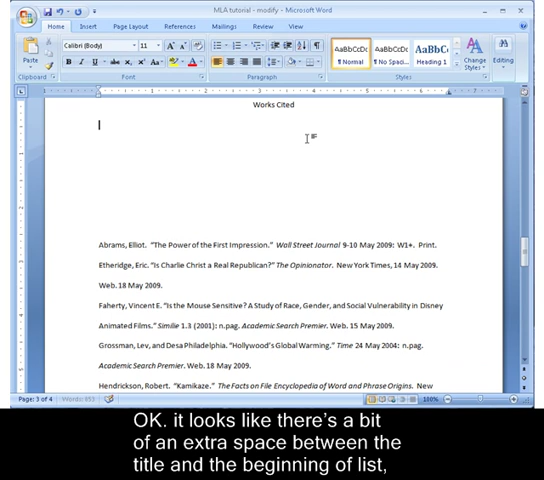 MLA tutorial - modify - Microsoft Word
Home Insert Page Layout References Mailings Review View
Calibri (Body) 11
Paste
B I U abc x₂ x² Aa
AaBbCcDc AaBbCcDc AaBbC
¶ Normal ¶ No Spaci... Heading 1
Change Styles
Editing
Clipboard Font Paragraph Styles
Works Cited
Abrams, Elliot. “The Power of the First Impression.” Wall Street Journal 9-10 May 2009: W1+. Print.
Etheridge, Eric. “Is Charlie Christ a Real Republican?” The Opinionator. New York Times, 14 May 2009.
Web. 18 May 2009.
Faherty, Vincent E. “Is the Mouse Sensitive? A Study of Race, Gender, and Social Vulnerability in Disney
Animated Films.” Similie 1.3 (2001): n.pag. Academic Search Premier. Web. 15 May 2009.
Grossman, Lev, and Desa Philadelphia. “Hollywood’s Global Warming.” Time 24 May 2004: n.pag.
Academic Search Premier. Web. 18 May 2009.
Hendrickson, Robert. “Kamikaze.” The Facts on File Encyclopedia of Word and Phrase Origins. New
Page: 3 of 4 Words: 853 100%
OK. it looks like there’s a bit
of an extra space between the
title and the beginning of list,